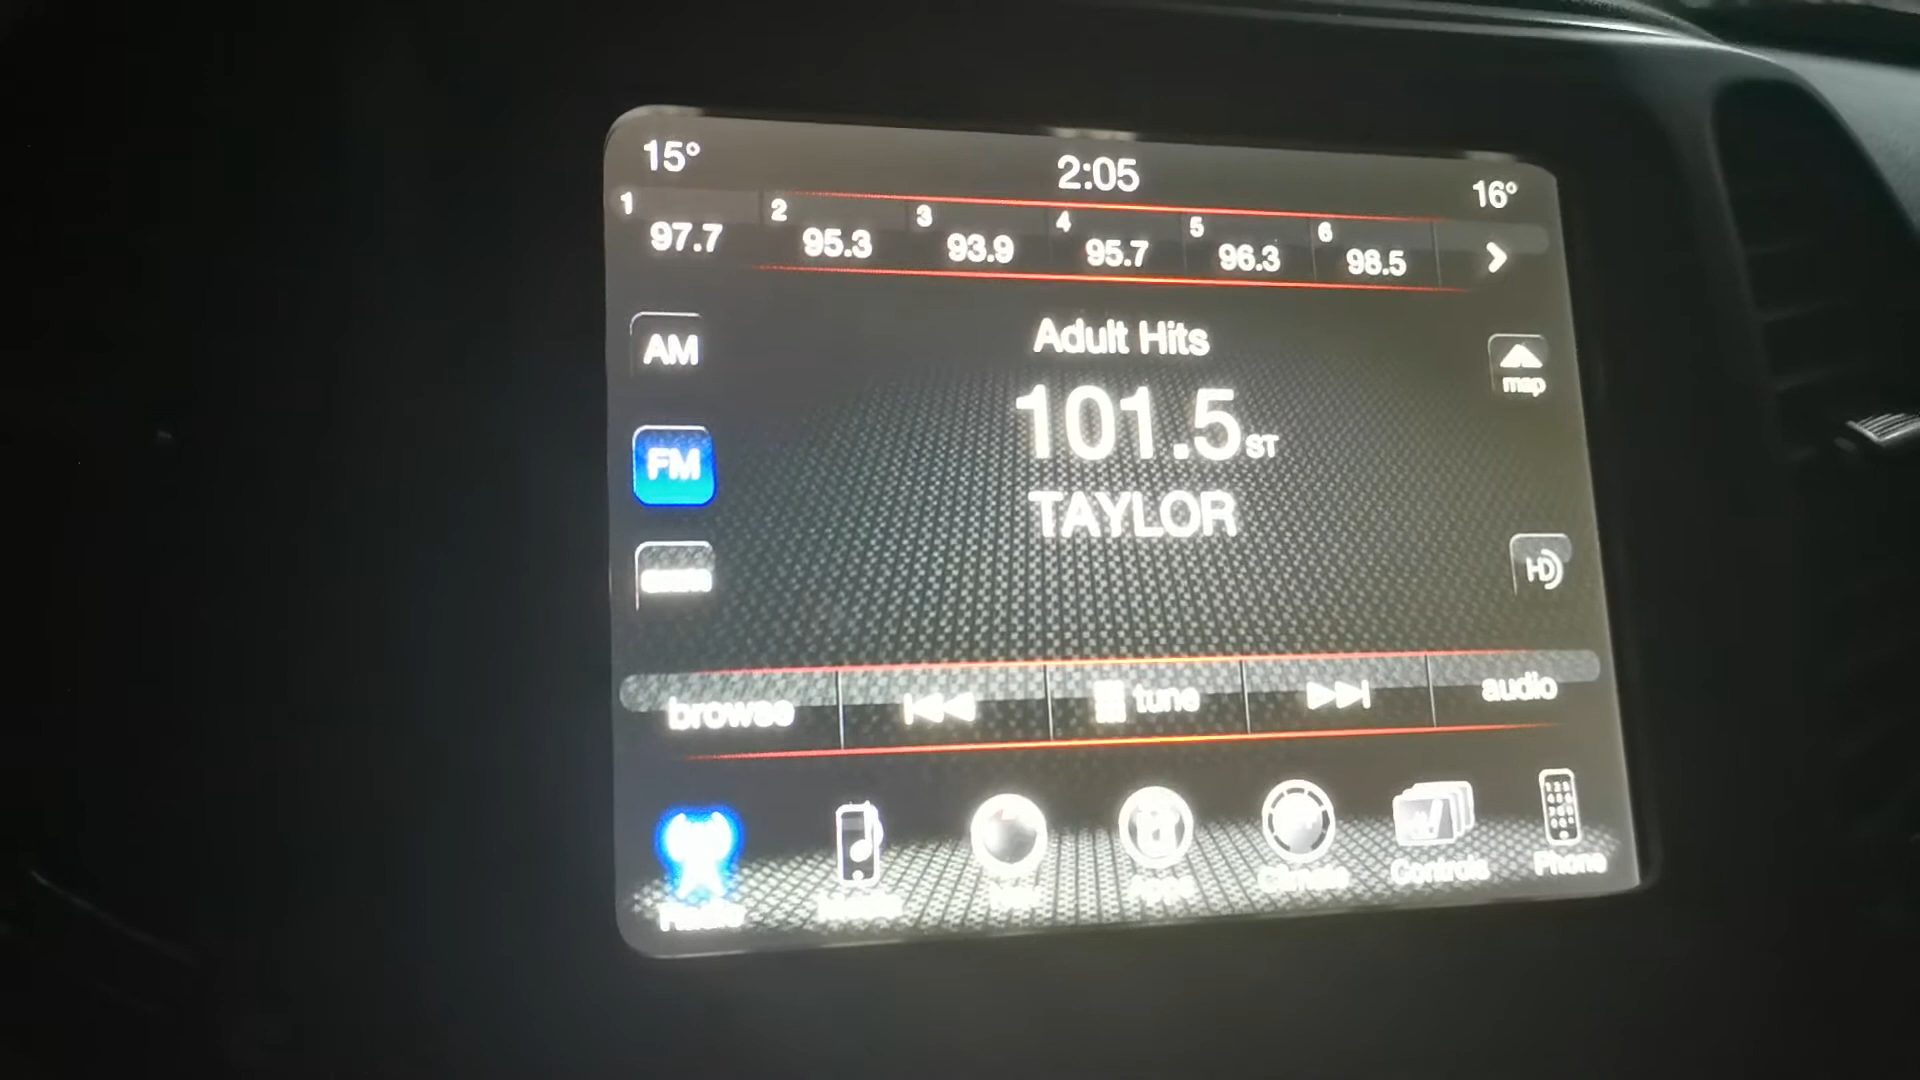 15° 2:05 16°
1 97.7 2 95.3 3 93.9 4 95.7 5 96.3 6 98.5
Adult Hits
AM
map
101.5 ST
FM
TAYLOR
HD
browse tune audio
Radio Apps Climate Controls Phone